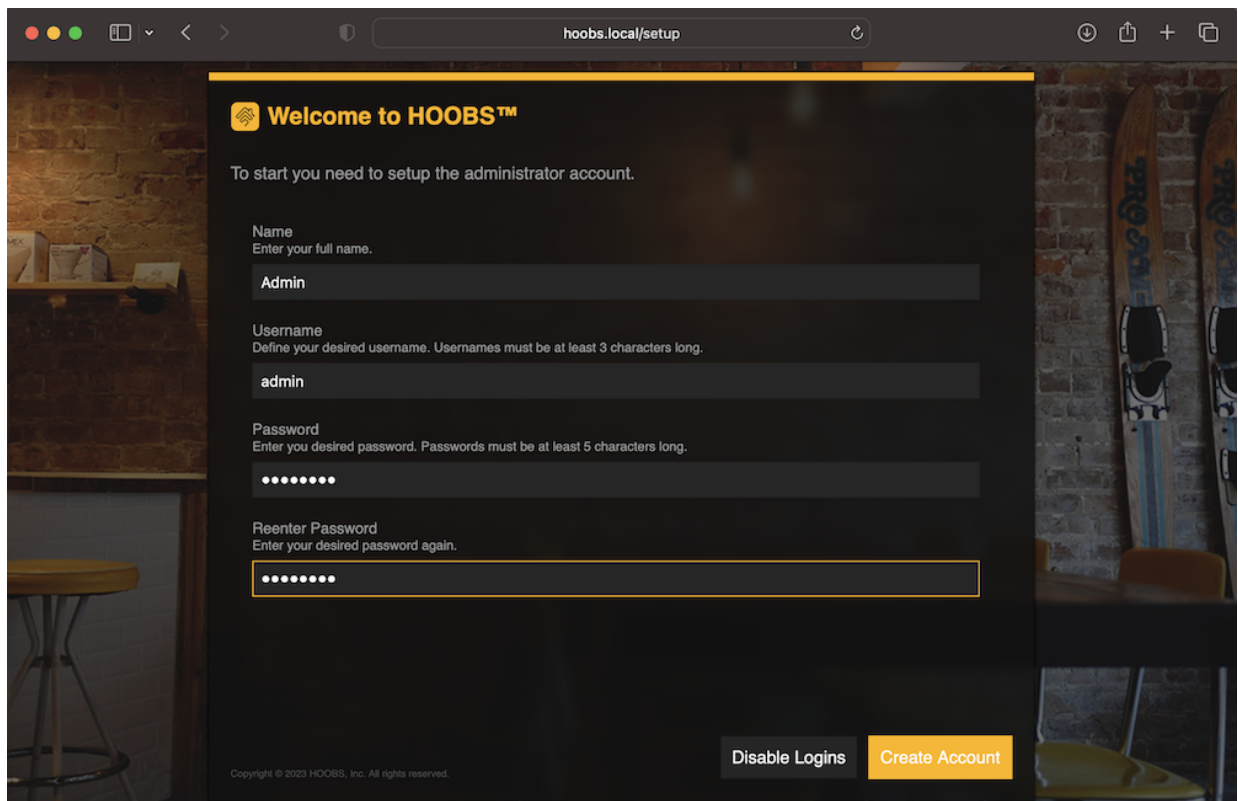 hoobs.local/setup
Welcome to HOOBS™
To start you need to setup the administrator account.
Name
Enter your full name.
Admin
Username
Define your desired username. Usernames must be at least 3 characters long.
admin
Password
Enter you desired password. Passwords must be at least 5 characters long.
••••••••
Reenter Password
Enter your desired password again.
••••••••
Disable Logins
Create Account
Copyright © 2023 HOOBS, Inc. All rights reserved.
PRO
PRO